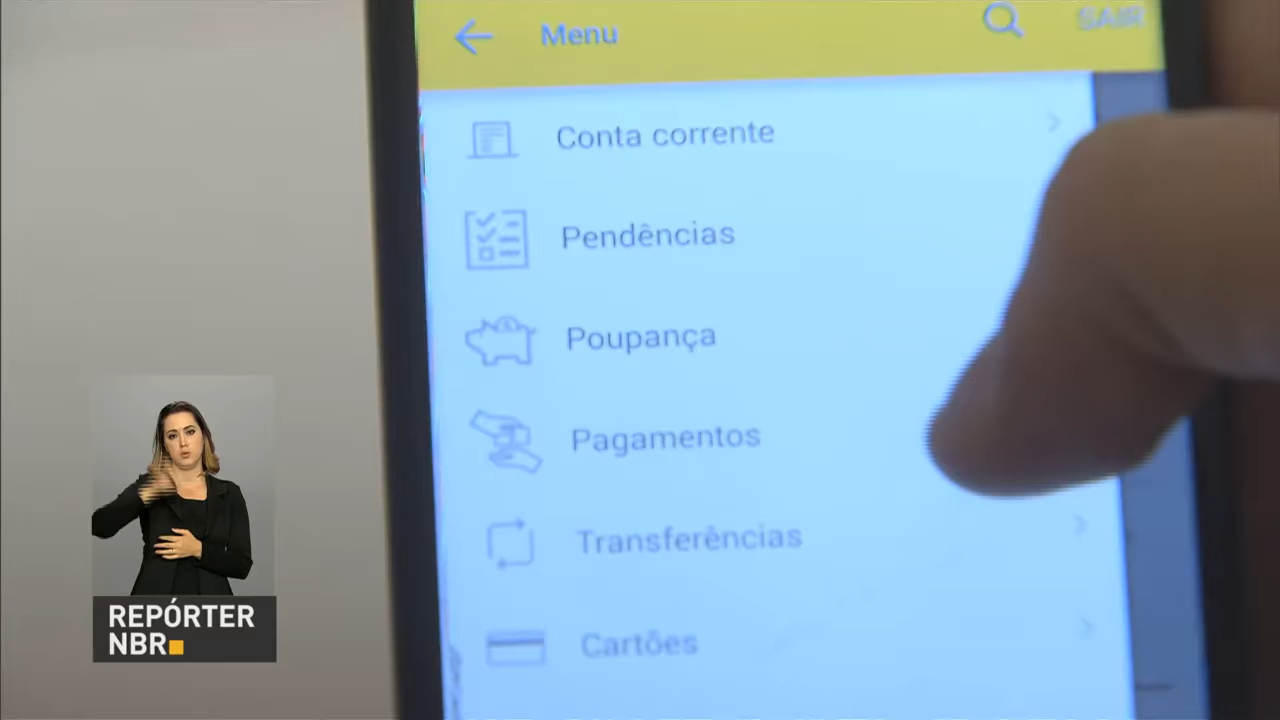 Menu
SAIR
Conta corrente
Pendências
Poupança
Pagamentos
Transferências
Cartões
REPÓRTER
NBR